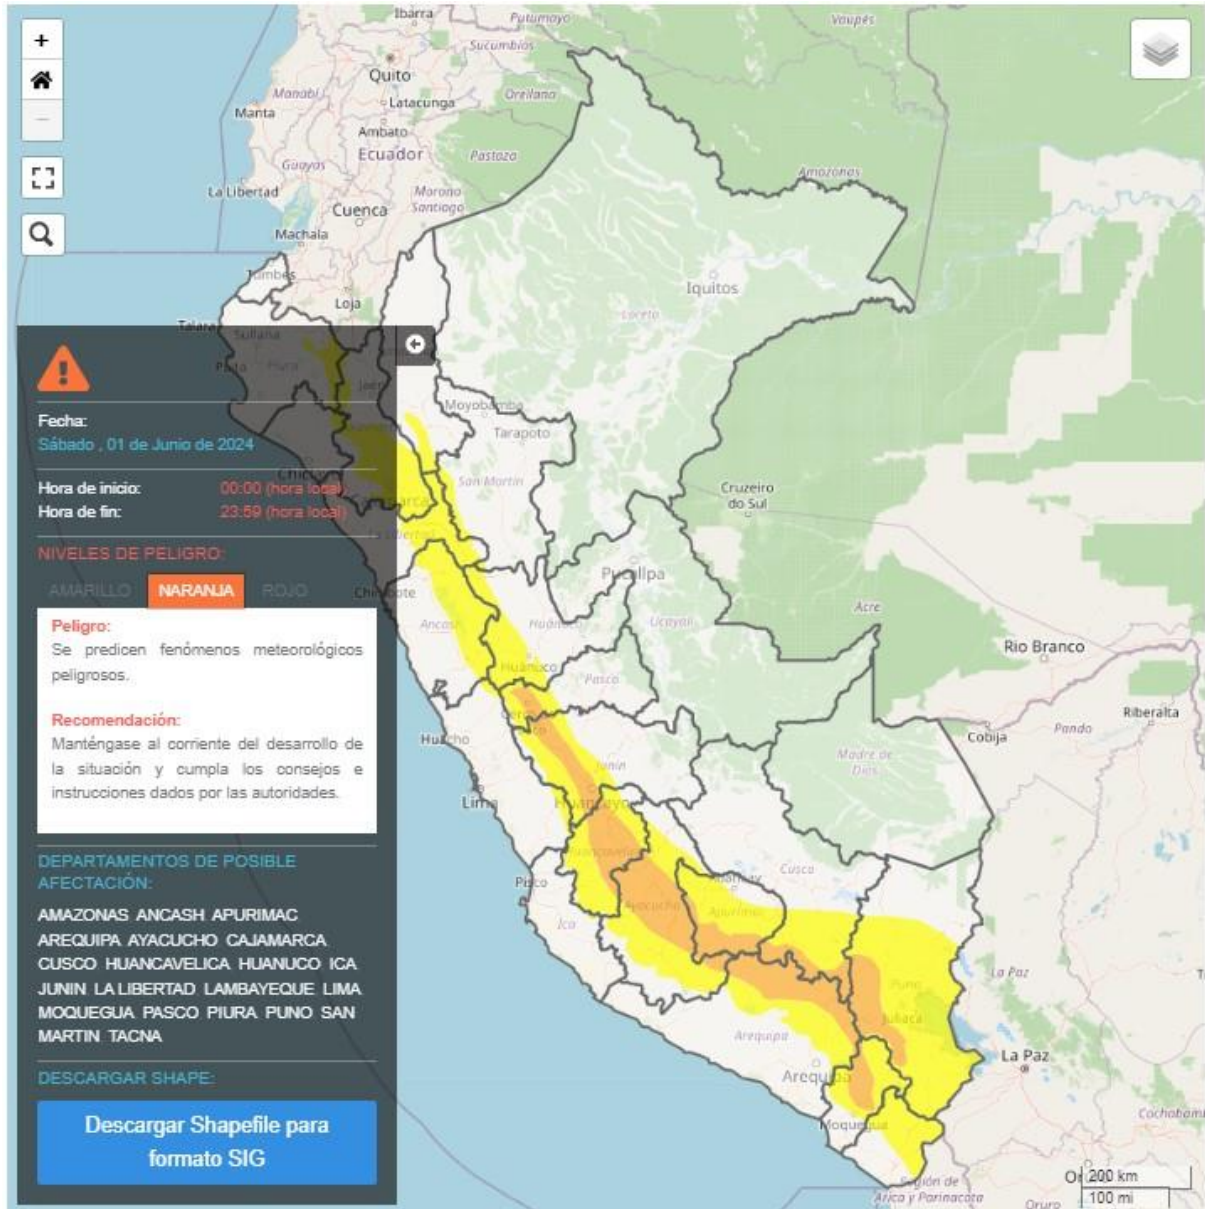 Ibarra
Putumayo
Vaupés
Sucumbíos
Quito
Orellana
Manabí
Latacunga
Manta
Ambato
Ecuador
Pastaza
Guayas
Amazonas
La Libertad
Morona
Santiago
Cuenca
Machala
Tumbes
Iquitos
Loja
Loreto
Talara
Sullana
Piura
Moyobamba
Fecha:
Tarapoto
Sábado , 01 de Junio de 2024
Hora de inicio: 00:00 (hora local)
San Martín
Cruzeiro
do Sul
Hora de fin: 23:59 (hora local)
La Libertad
NIVELES DE PELIGRO:
Pucallpa
AMARILLO NARANJA ROJO
Chimbote
Acre
Peligro:
Ancash
Huánuco
Ucayali
Se predicen fenómenos meteorológicos
peligrosos.
Rio Branco
Huánuco
Pasco
Recomendación:
Riberalta
Manténgase al corriente del desarrollo de
la situación y cumpla los consejos e
instrucciones dados por las autoridades.
Huacho
Cobija
Pando
Madre de
Dios
Junín
Lima
Huancayo
DEPARTAMENTOS DE POSIBLE
AFECTACIÓN:
Huancavelica
Cusco
Pisco
Abancay
AMAZONAS ANCASH APURIMAC
AREQUIPA AYACUCHO CAJAMARCA
CUSCO HUANCAVELICA HUANUCO ICA
JUNIN LA LIBERTAD LAMBAYEQUE LIMA
MOQUEGUA PASCO PIURA PUNO SAN
MARTIN TACNA
Ica
Ayacucho
Apurímac
La Paz
Puno
Juliaca
Arequipa
DESCARGAR SHAPE:
La Paz
Arequipa
Descargar Shapefile para
formato SIG
Moquegua
Cochabamb
200 km
100 mi
Región de
Arica y Parinacota
Oruro